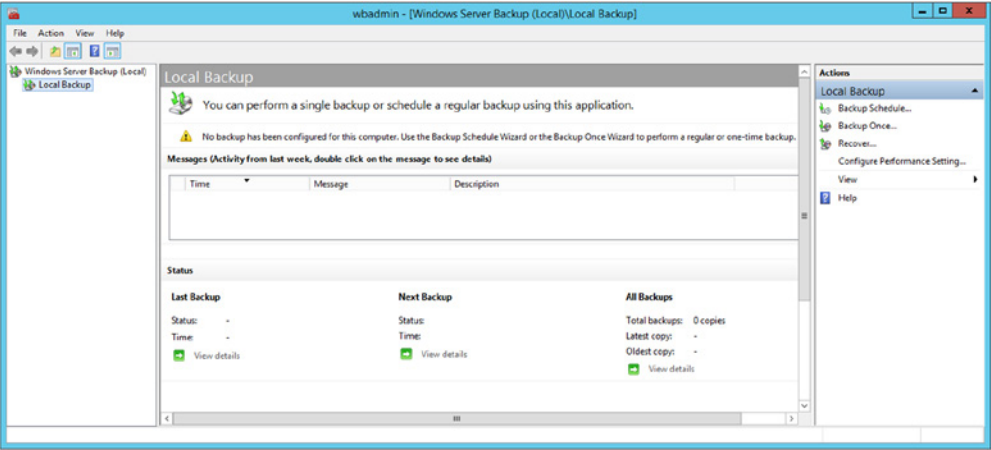 wbadmin - [Windows Server Backup (Local)\Local Backup]
File Action View Help
Windows Server Backup (Local)
Local Backup
Local Backup
You can perform a single backup or schedule a regular backup using this application.
No backup has been configured for this computer. Use the Backup Schedule Wizard or the Backup Once Wizard to perform a regular or one-time backup.
Messages (Activity from last week, double click on the message to see details)
Time Message Description
Status
Last Backup
Status: -
Time: -
View details
Next Backup
Status:
Time:
View details
All Backups
Total backups: 0 copies
Latest copy: -
Oldest copy: -
View details
Actions
Local Backup
Backup Schedule...
Backup Once...
Recover...
Configure Performance Setting...
View
Help